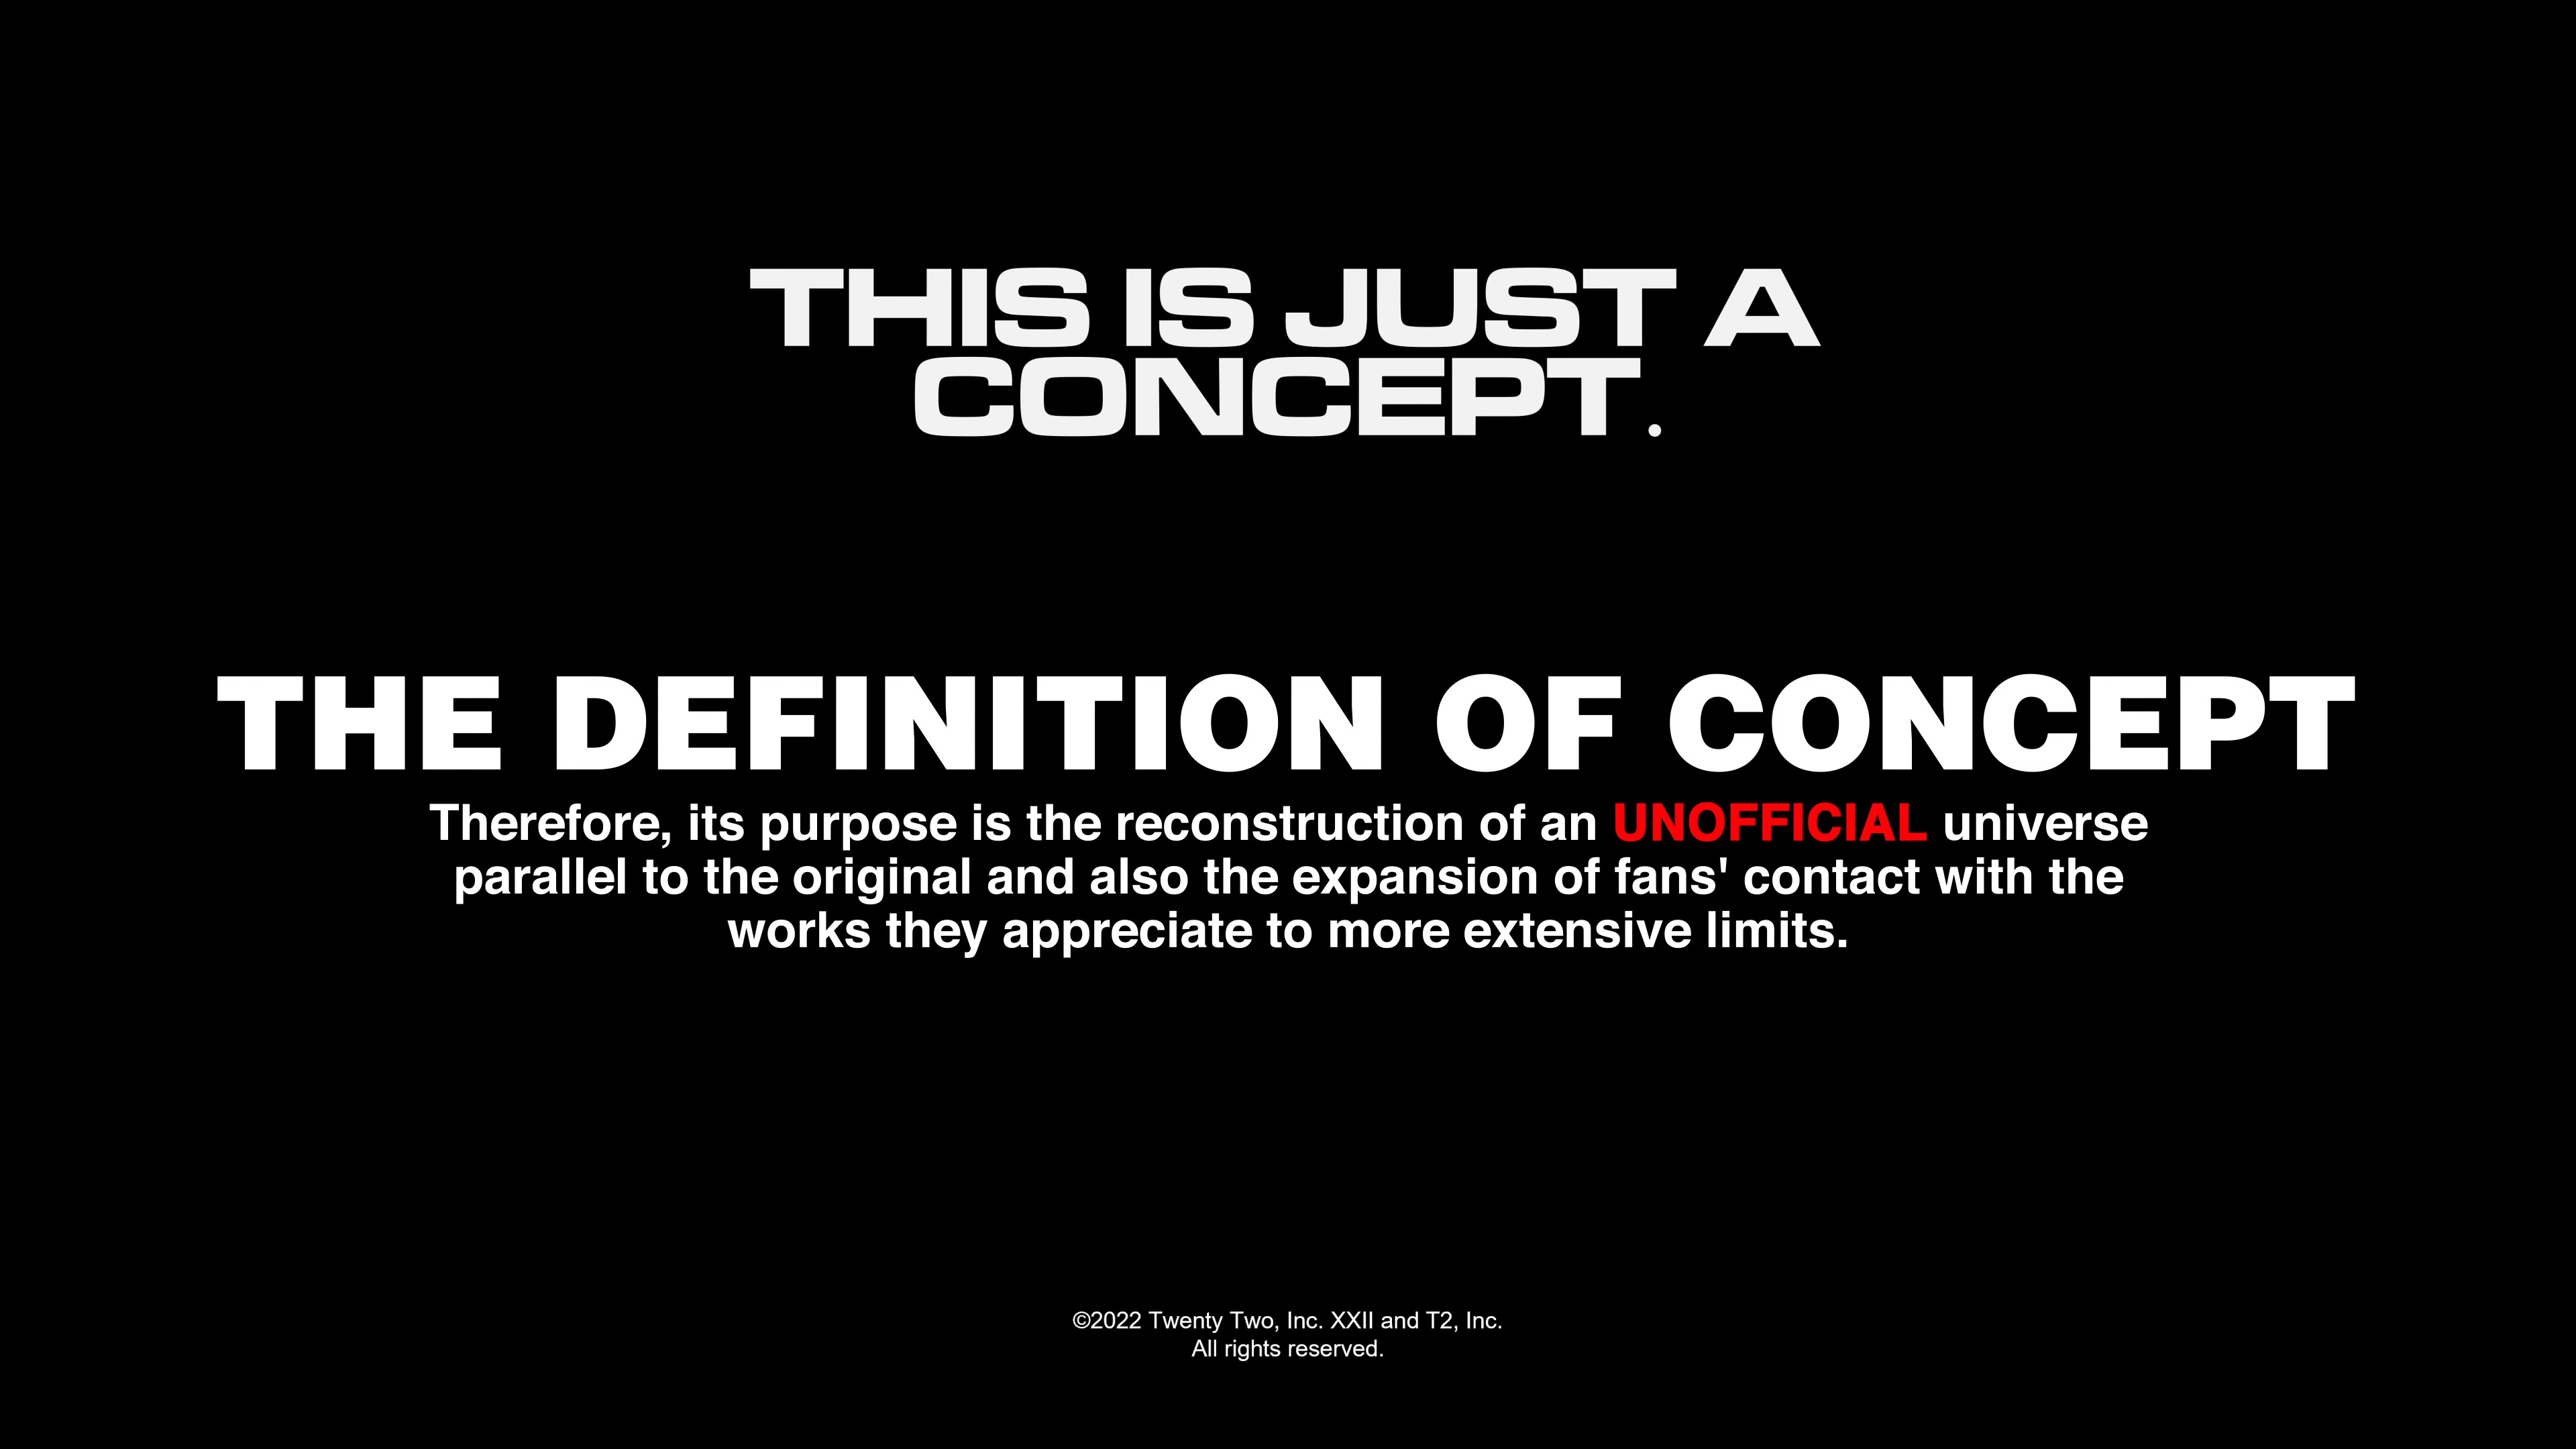 THIS IS JUST A
CONCEPT.
THE DEFINITION OF CONCEPT
Therefore, its purpose is the reconstruction of an UNOFFICIAL universe
parallel to the original and also the expansion of fans' contact with the
works they appreciate to more extensive limits.
©2022 Twenty Two, Inc. XXII and T2, Inc.
All rights reserved.